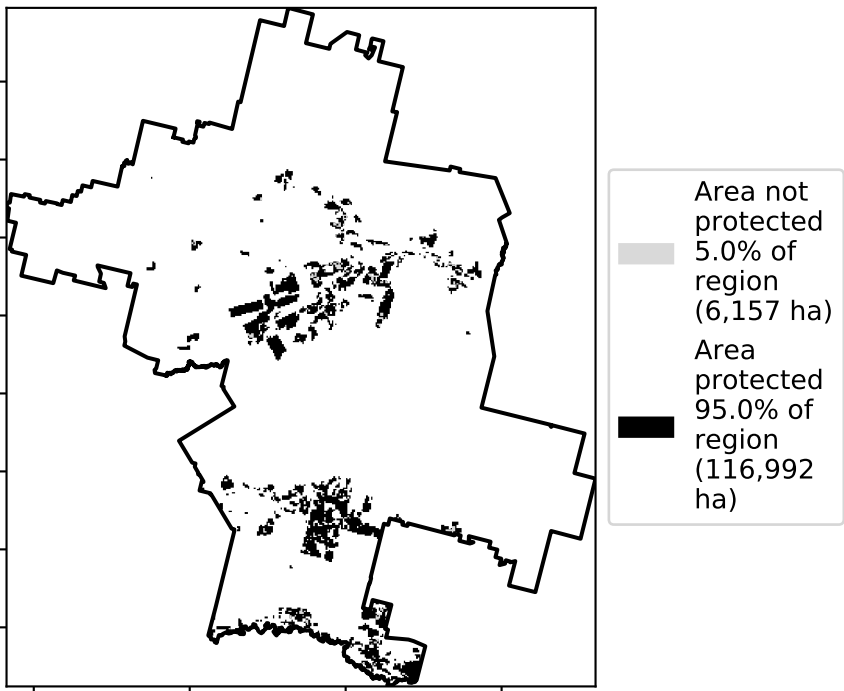 Area not
protected
5.0% of
region
(6,157 ha)
Area
protected
95.0% of
region
(116,992
ha)